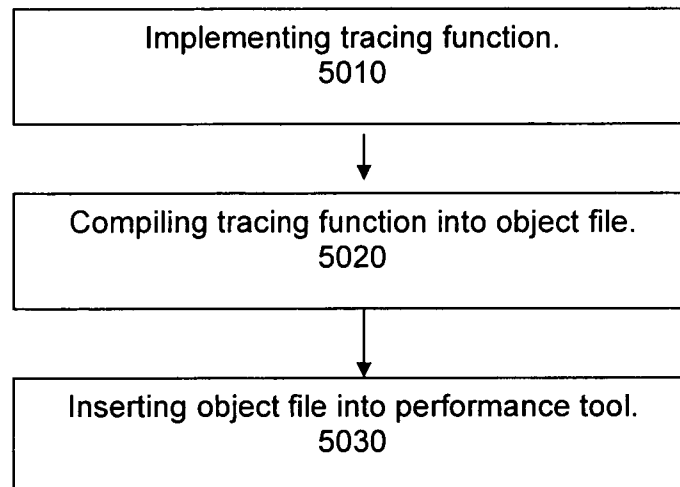 Implementing tracing function.
5010
Compiling tracing function into object file.
5020
Inserting object file into performance tool.
5030